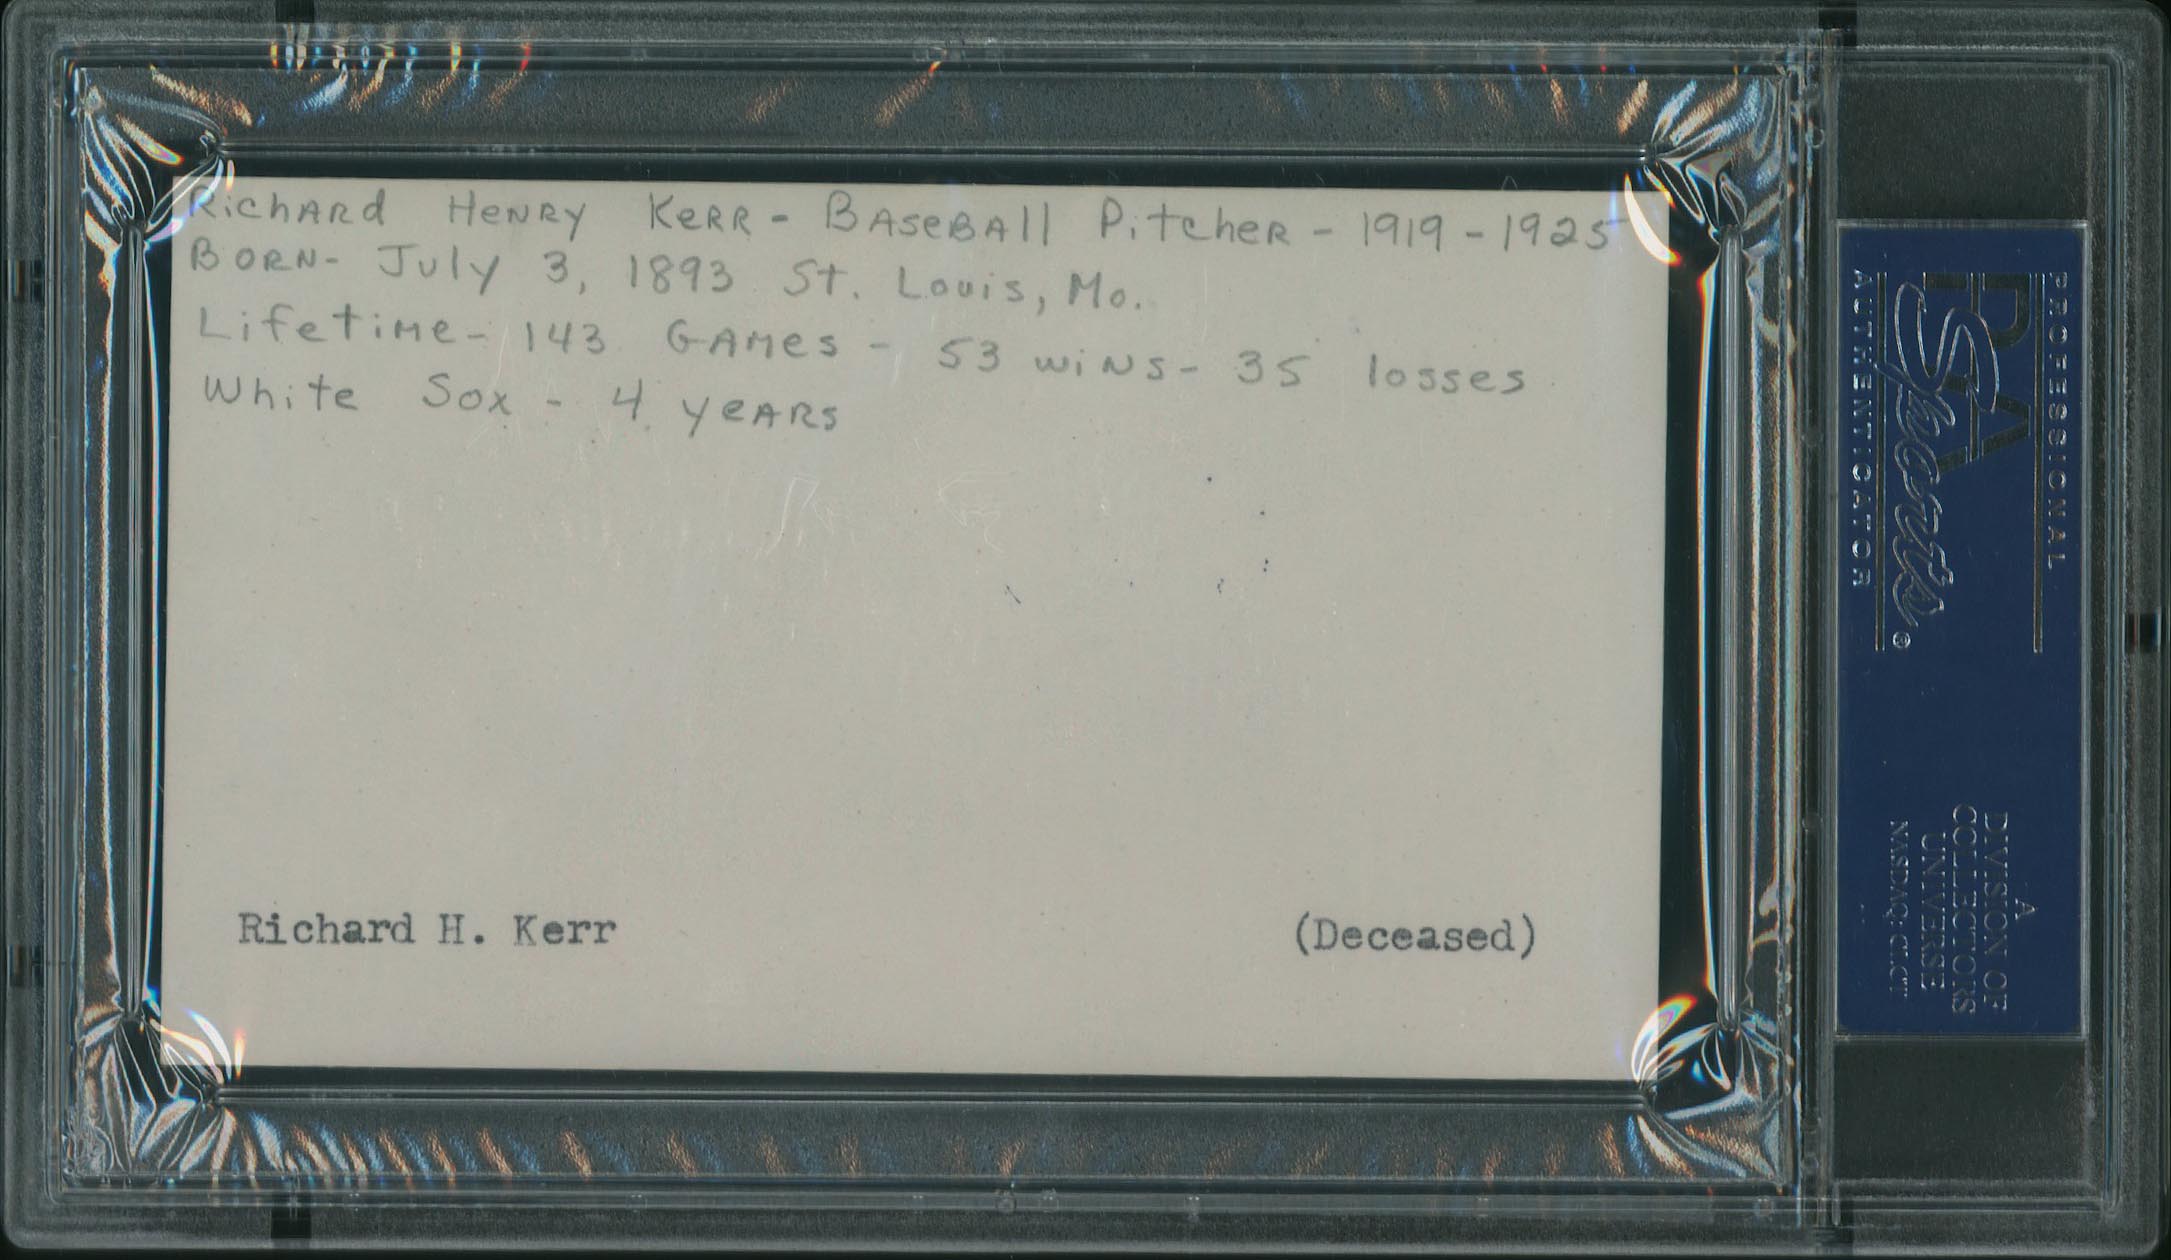 Richard Henry Kerr - Baseball Pitcher - 1919 - 1925
Born - July 3, 1893 St. Louis, Mo.
Lifetime - 143 Games - 53 wins - 35 losses
White Sox - 4 years
Richard H. Kerr
(Deceased)
PROFESSIONAL
PSA
Sports
AUTHENTICATOR
®
A
DIVISION OF
COLLECTORS
UNIVERSE
NASDAQ: CLCT